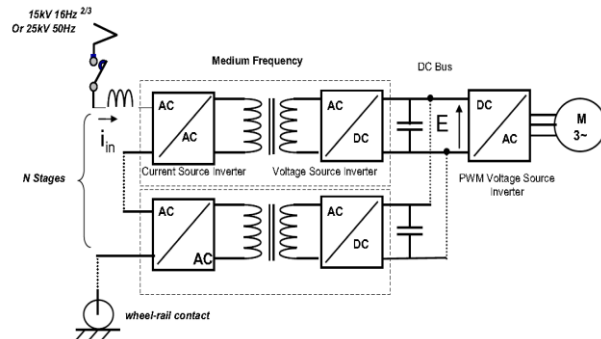 15kV 16Hz 2/3
Or 25kV 50Hz
Medium Frequency
DC Bus
i_in
AC
AC
AC
DC
E
DC
AC
M
3~
Current Source Inverter
Voltage Source Inverter
PWM Voltage Source
Inverter
N Stages
AC
AC
AC
DC
wheel-rail contact